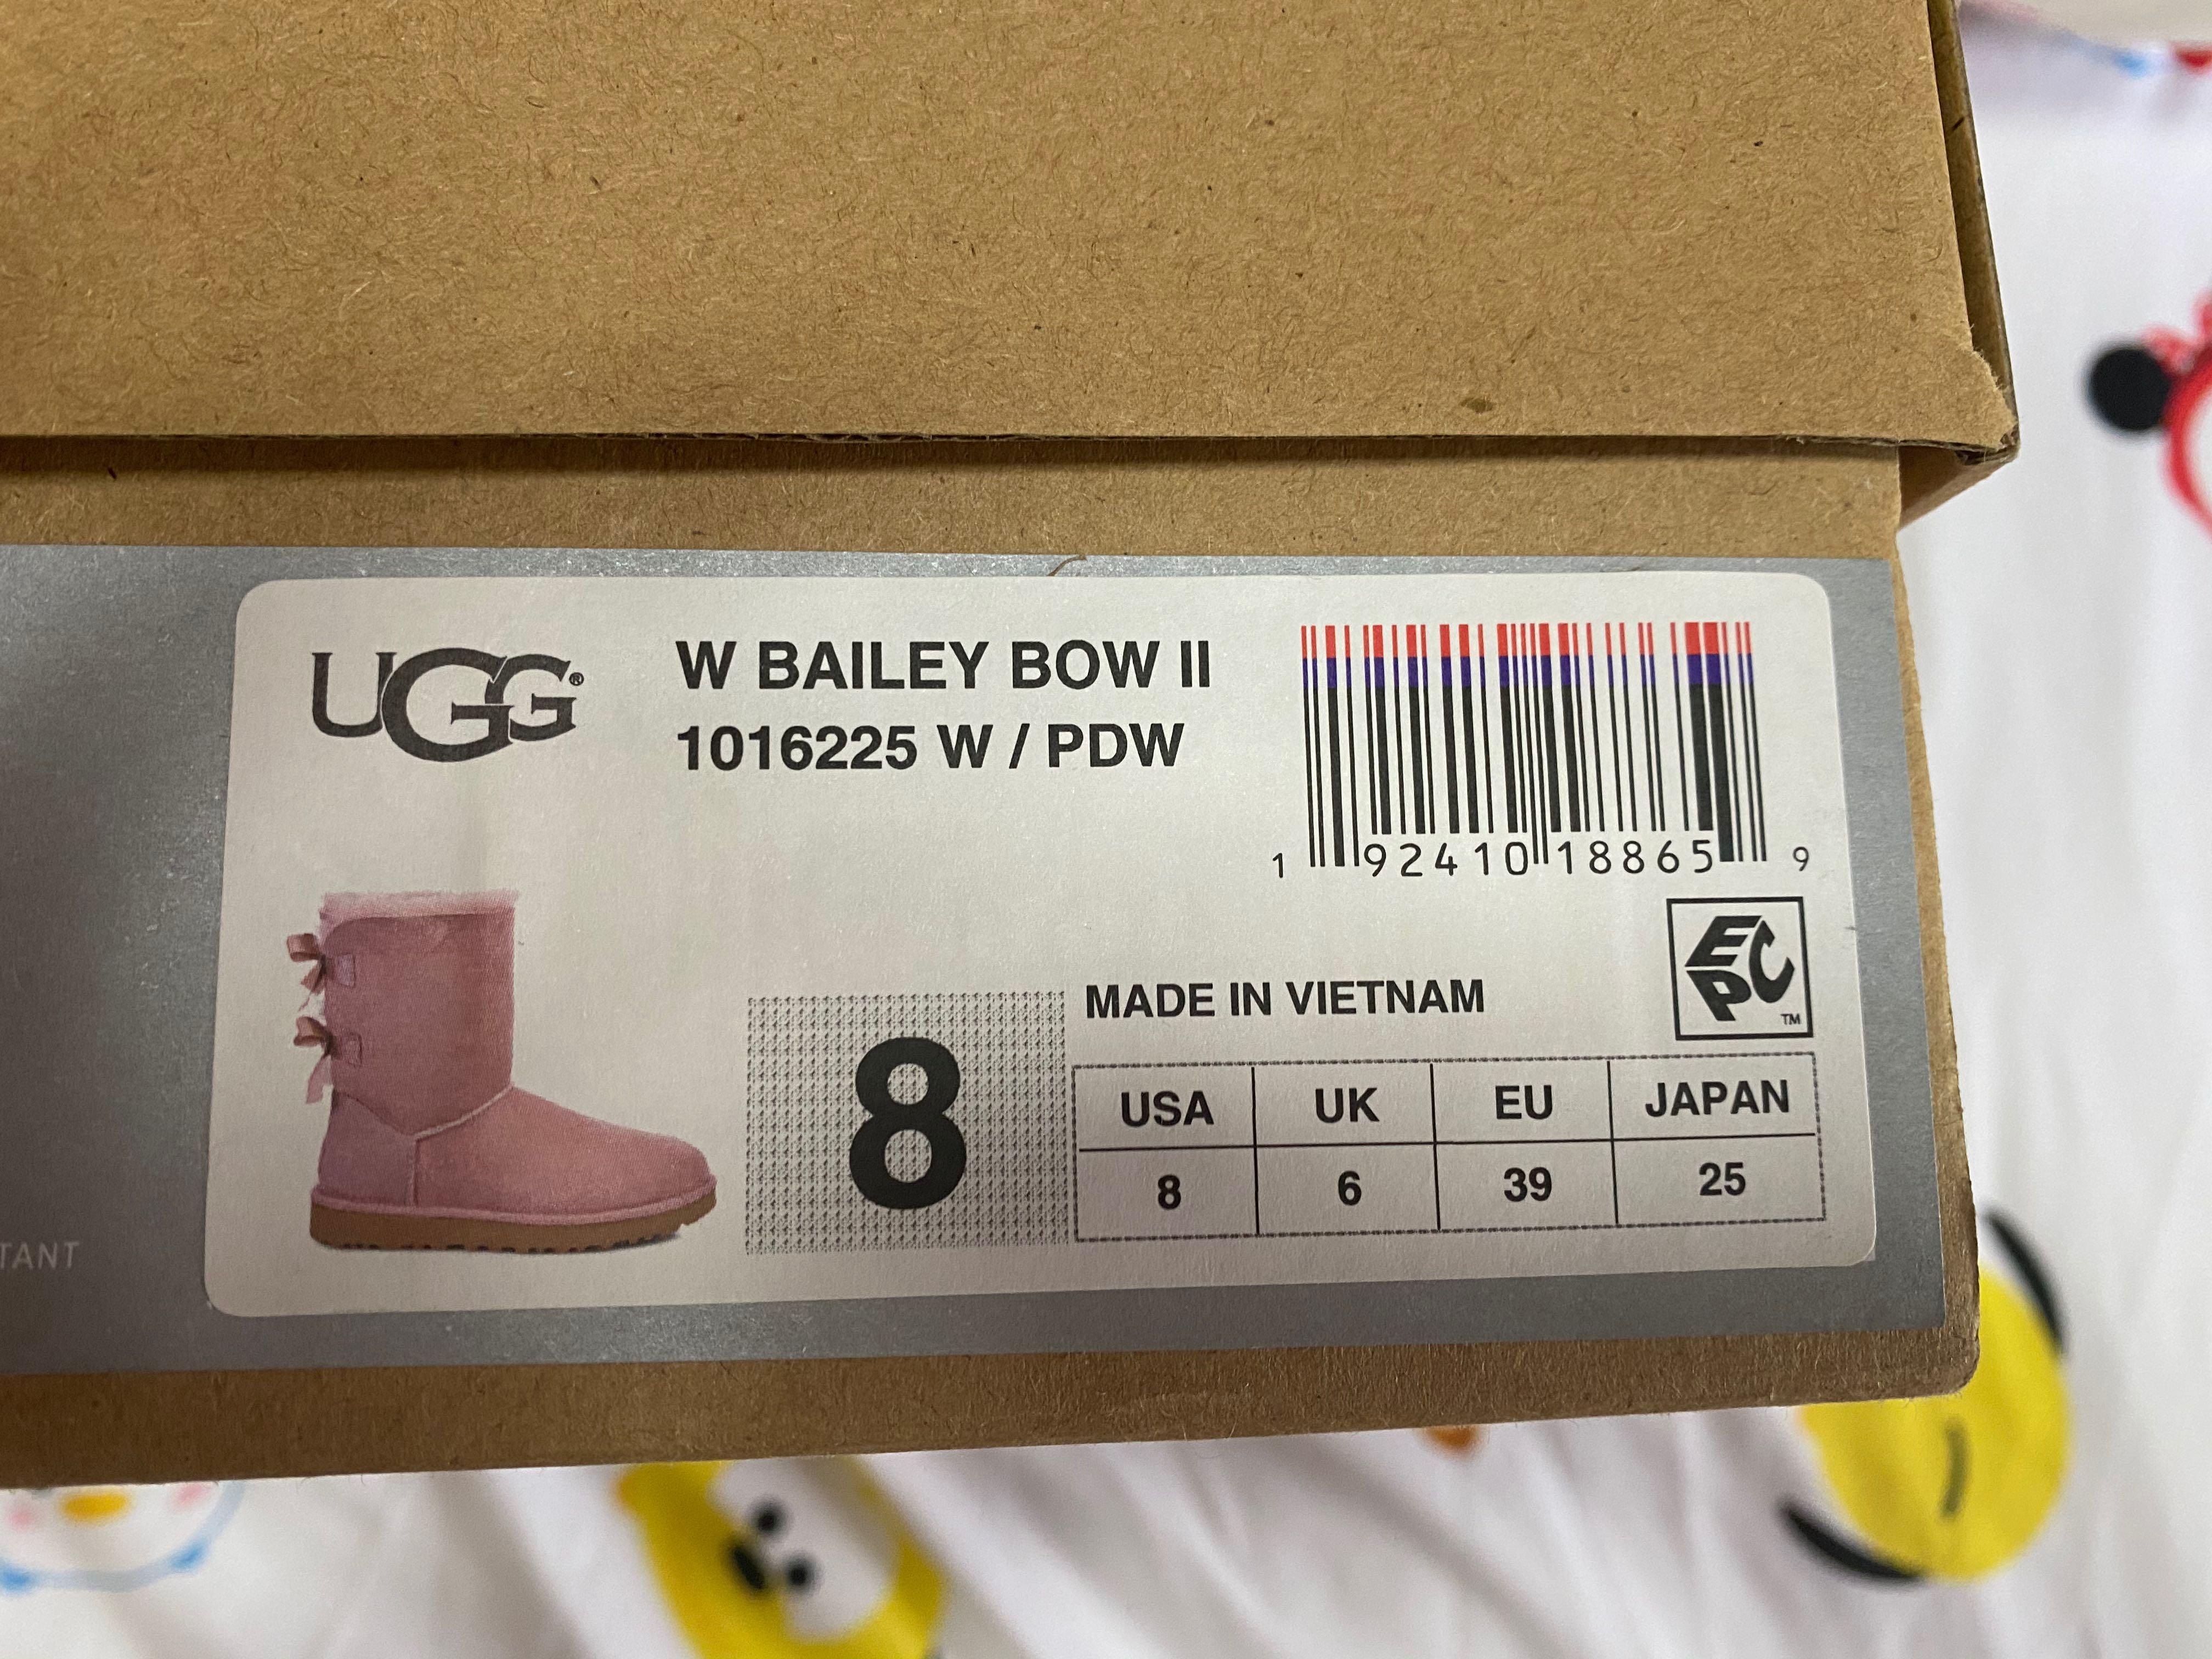 UGG®
W BAILEY BOW II
1016225 W / PDW
1 92410 18865 9
EPC™
MADE IN VIETNAM
8
USA UK EU JAPAN
8 6 39 25
TANT